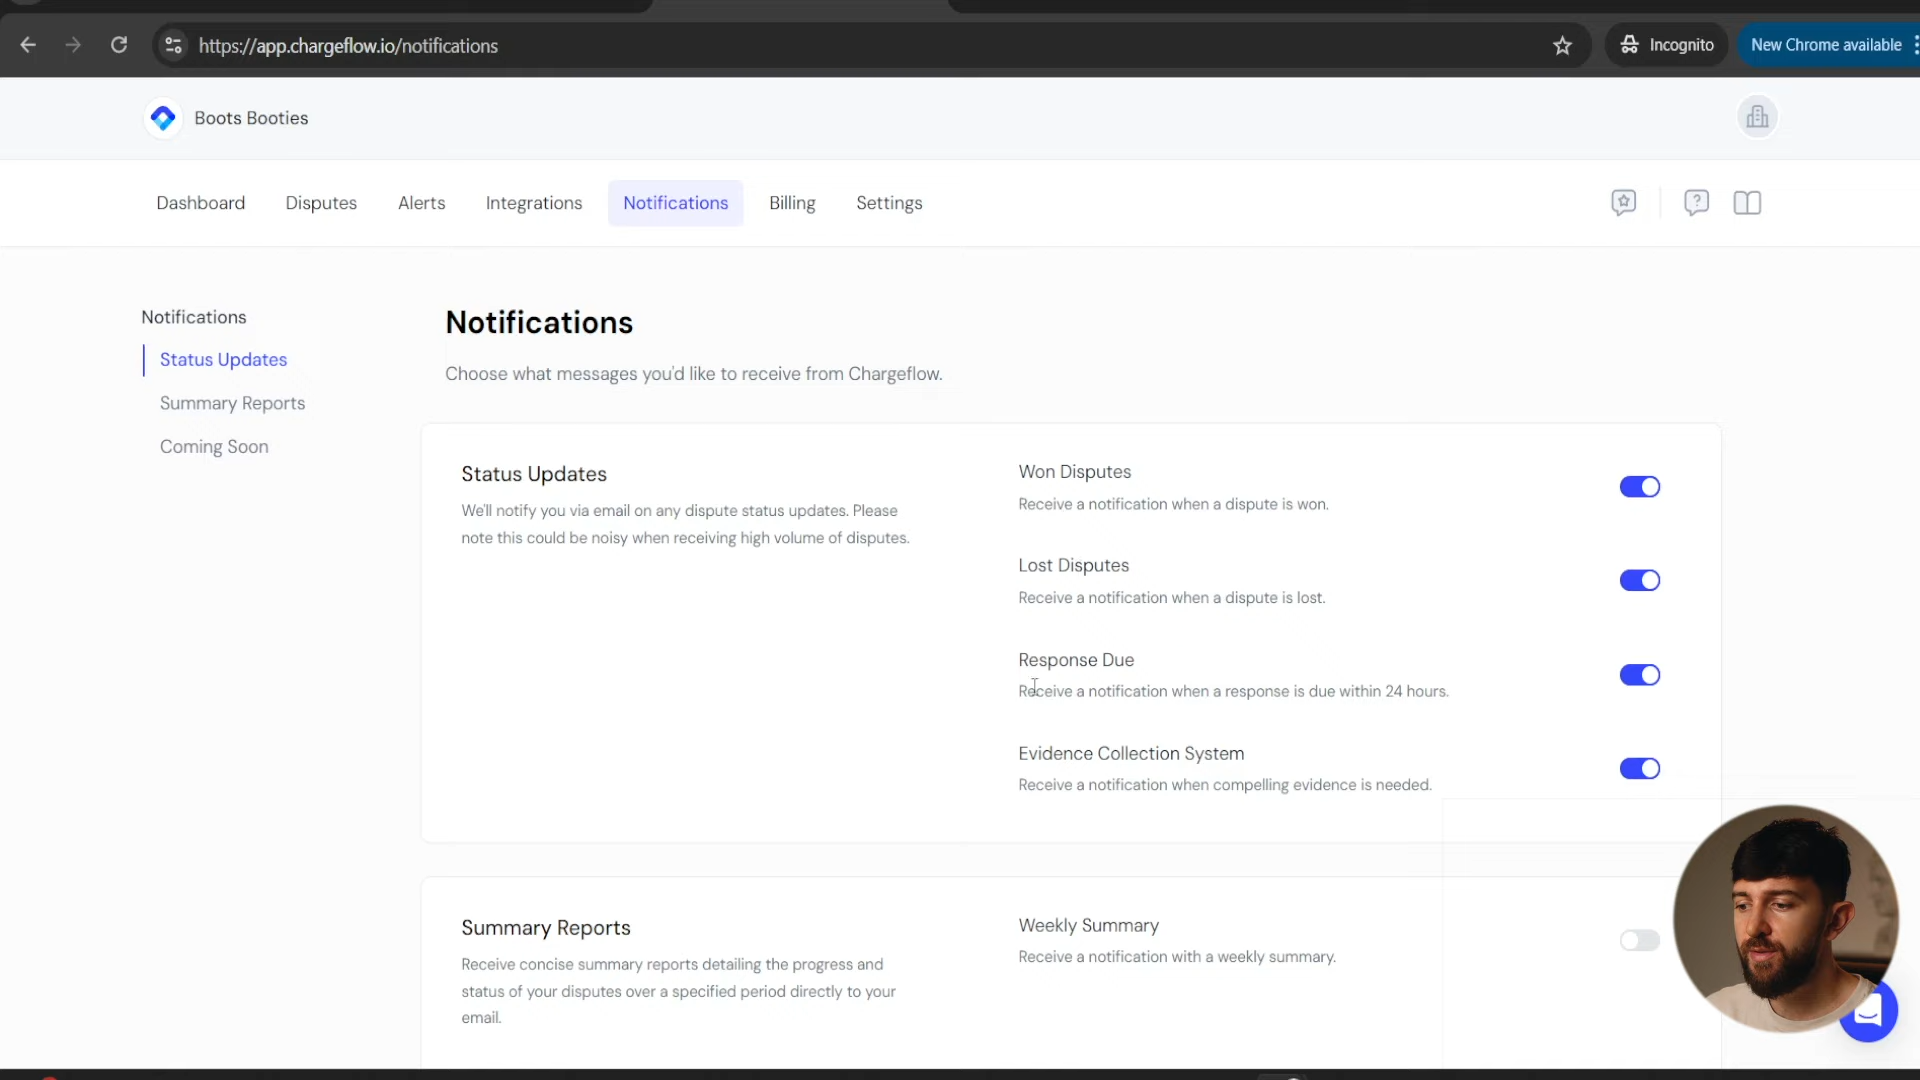 https://app.chargeflow.io/notifications
Incognito
New Chrome available
Boots Booties
Dashboard
Disputes
Alerts
Integrations
Notifications
Billing
Settings
Notifications
Status Updates
Summary Reports
Coming Soon
Notifications
Choose what messages you'd like to receive from Chargeflow.
Status Updates
We'll notify you via email on any dispute status updates. Please
note this could be noisy when receiving high volume of disputes.
Won Disputes
Receive a notification when a dispute is won.
Lost Disputes
Receive a notification when a dispute is lost.
Response Due
Receive a notification when a response is due within 24 hours.
Evidence Collection System
Receive a notification when compelling evidence is needed.
Summary Reports
Receive concise summary reports detailing the progress and
status of your disputes over a specified period directly to your
email.
Weekly Summary
Receive a notification with a weekly summary.